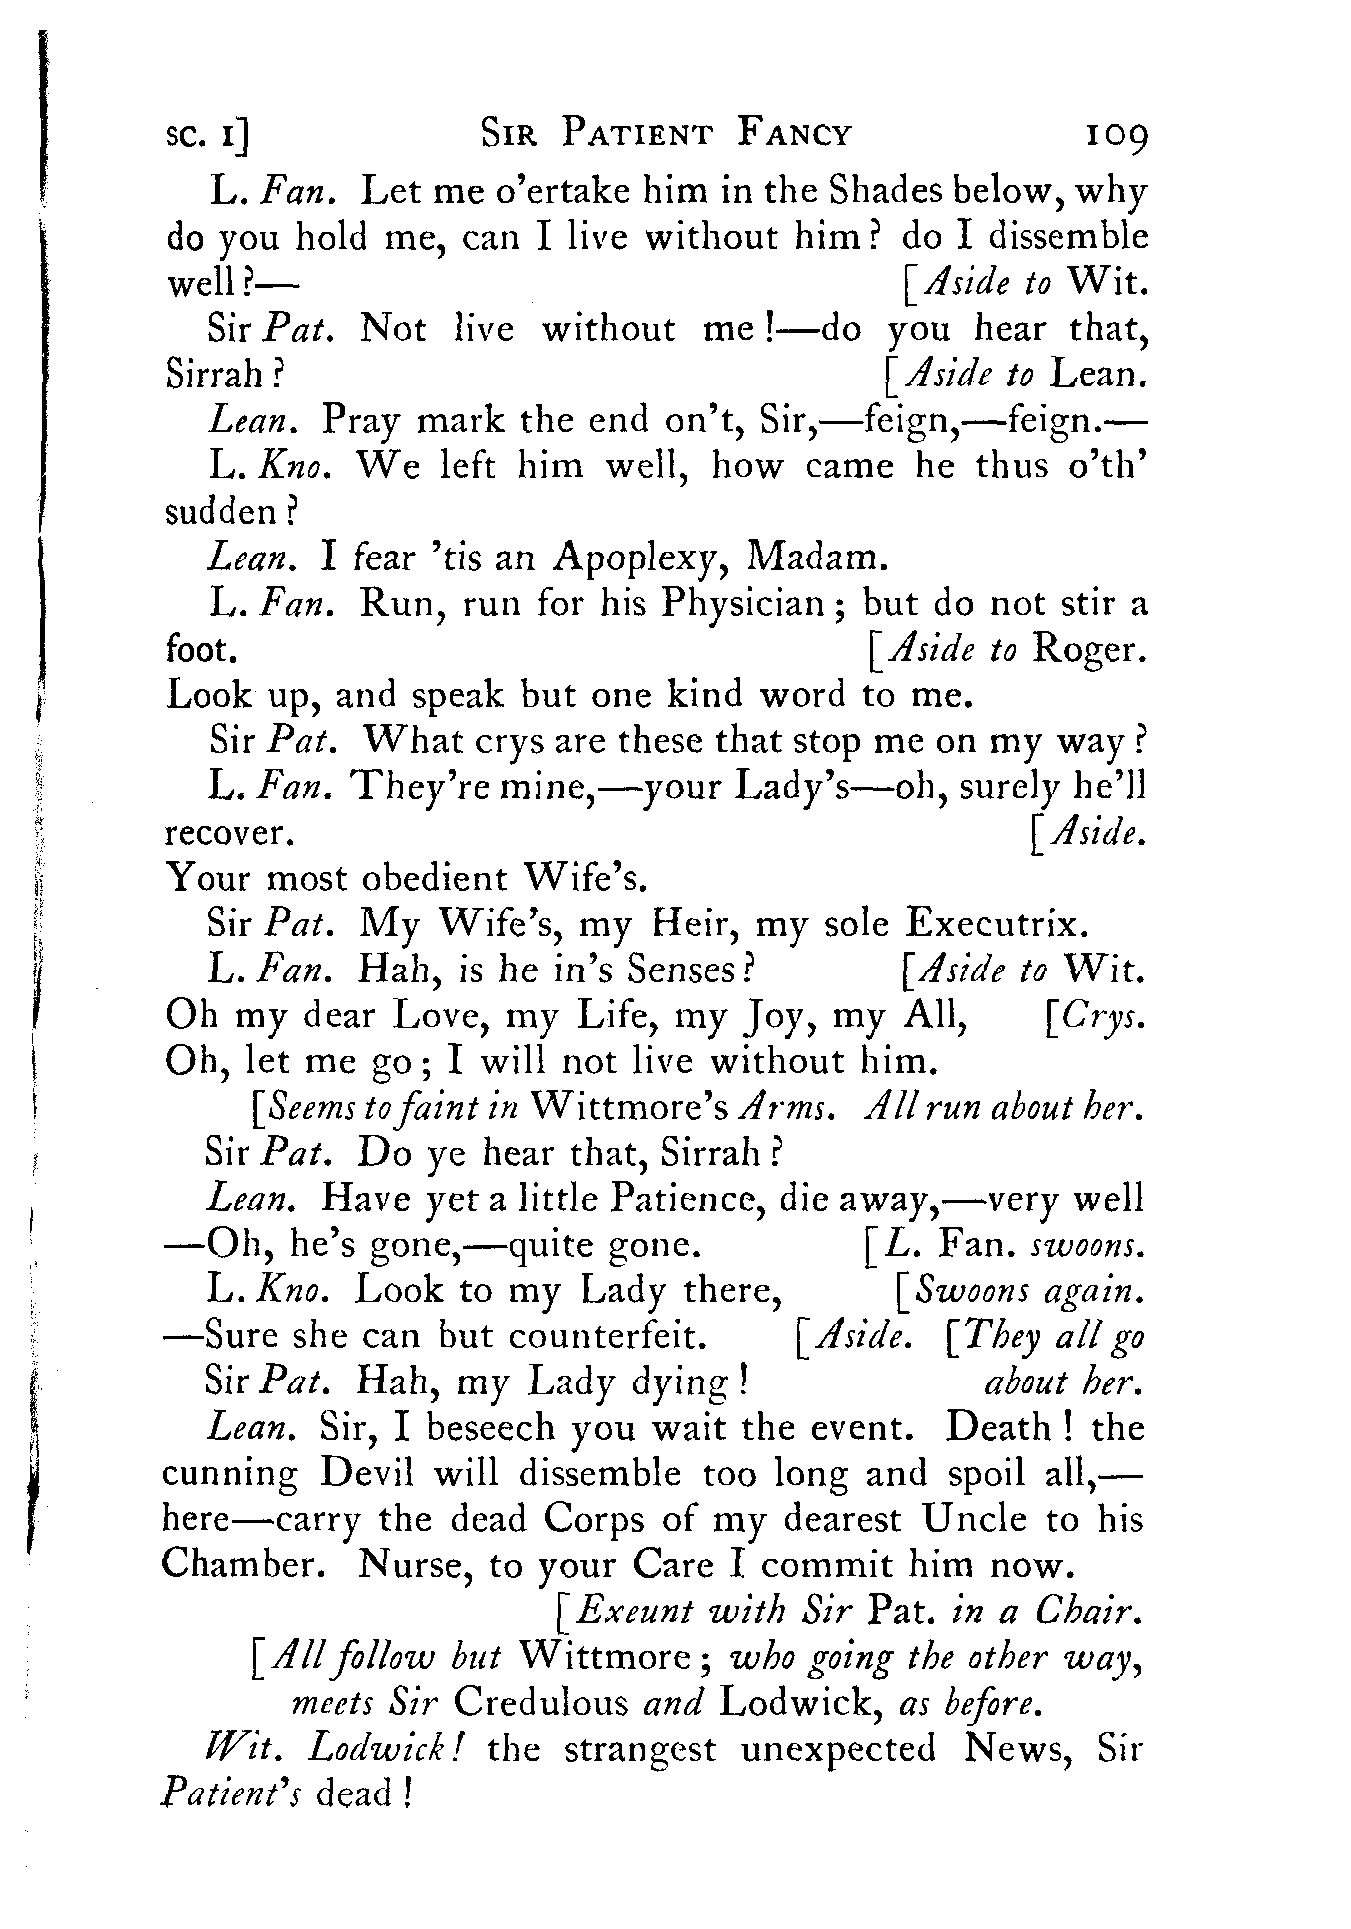 SC. I] SIR PATIENT FANCY 109
L. Fan. Let me o'ertake him in the Shades below, why
do you hold me, can I live without him? do I dissemble
well?— [Aside to Wit.
Sir Pat. Not live without me!—do you hear that,
Sirrah? [Aside to Lean.
Lean. Pray mark the end on't, Sir,—feign,—feign.—
L. Kno. We left him well, how came he thus o'th'
sudden?
Lean. I fear 'tis an Apoplexy, Madam.
L. Fan. Run, run for his Physician; but do not stir a
foot. [Aside to Roger.
Look up, and speak but one kind word to me.
Sir Pat. What crys are these that stop me on my way?
L. Fan. They're mine,—your Lady's—oh, surely he'll
recover. [Aside.
Your most obedient Wife's.
Sir Pat. My Wife's, my Heir, my sole Executrix.
L. Fan. Hah, is he in's Senses? [Aside to Wit.
Oh my dear Love, my Life, my Joy, my All, [Crys.
Oh, let me go; I will not live without him.
[Seems to faint in Wittmore's Arms. All run about her.
Sir Pat. Do ye hear that, Sirrah?
Lean. Have yet a little Patience, die away,—very well
—Oh, he's gone,—quite gone. [L. Fan. swoons.
L. Kno. Look to my Lady there, [Swoons again.
—Sure she can but counterfeit. [Aside. [They all go
Sir Pat. Hah, my Lady dying! about her.
Lean. Sir, I beseech you wait the event. Death! the
cunning Devil will dissemble too long and spoil all,—
here—carry the dead Corps of my dearest Uncle to his
Chamber. Nurse, to your Care I commit him now.
[Exeunt with Sir Pat. in a Chair.
[All follow but Wittmore; who going the other way,
meets Sir Credulous and Lodwick, as before.
Wit. Lodwick! the strangest unexpected News, Sir
Patient's dead!